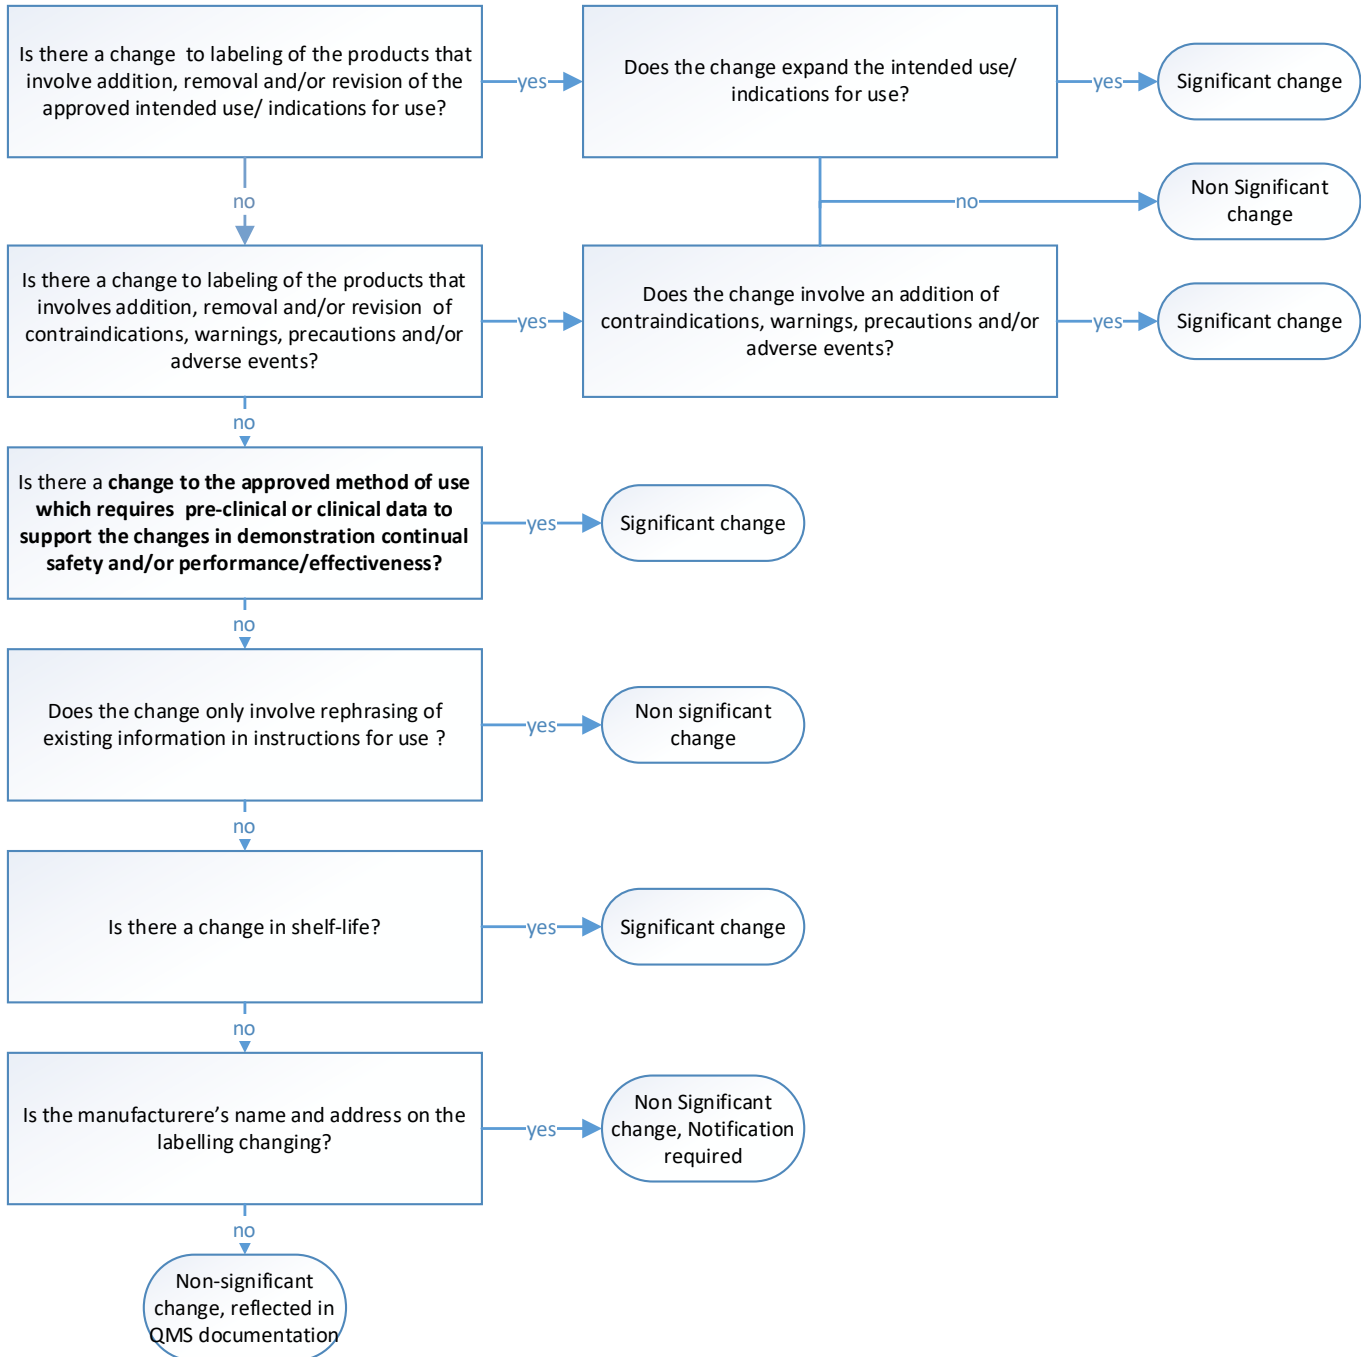 Is there a change  to labeling of the products that
involve addition, removal and/or revision of the
approved intended use/ indications for use?
yes
Does the change expand the intended use/
indications for use?
yes
Significant change
no
no
Non Significant
change
Is there a change to labeling of the products that
involves addition, removal and/or revision  of
contraindications, warnings, precautions and/or
adverse events?
yes
Does the change involve an addition of
contraindications, warnings, precautions and/or
adverse events?
yes
Significant change
no
Is there a change to the approved method of use
which requires  pre-clinical or clinical data to
support the changes in demonstration continual
safety and/or performance/effectiveness?
yes
Significant change
no
Does the change only involve rephrasing of
existing information in instructions for use ?
yes
Non significant
change
no
Is there a change in shelf-life?
yes
Significant change
no
Is the manufacturere’s name and address on the
labelling changing?
yes
Non Significant
change, Notification
required
no
Non-significant
change, reflected in
QMS documentation